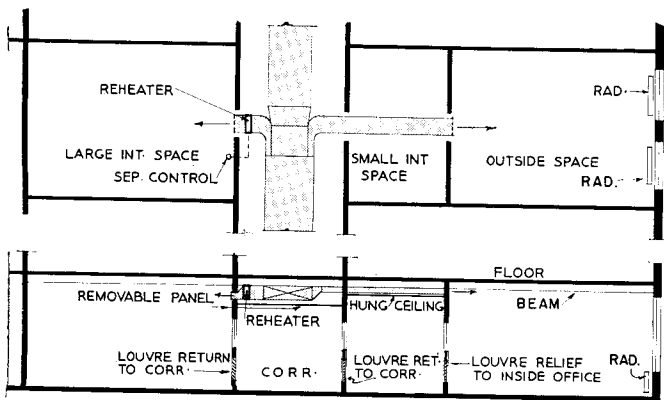 REHEATER
RAD.
LARGE INT. SPACE
SEP. CONTROL
SMALL INT
SPACE
OUTSIDE SPACE
RAD.
FLOOR
REMOVABLE PANEL
HUNG CEILING
BEAM
REHEATER
LOUVRE RETURN
TO CORR.
CORR.
LOUVRE RET.
TO CORR.
LOUVRE RELIEF
TO INSIDE OFFICE
RAD.